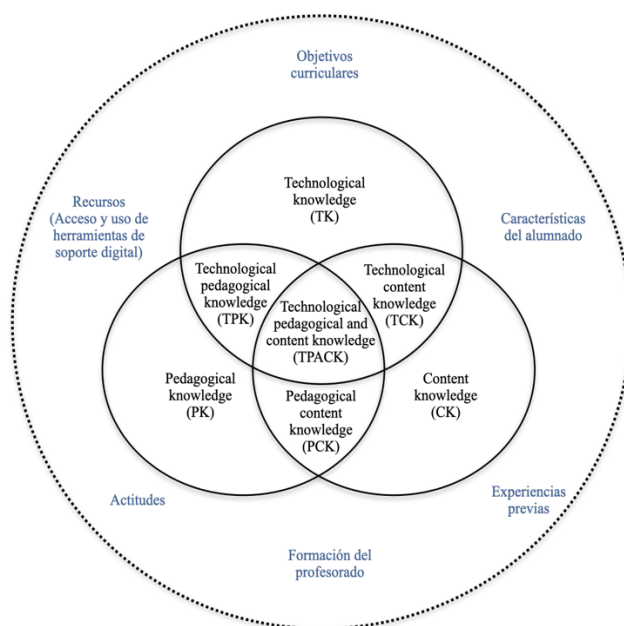 Objetivos
curriculares
Technological
knowledge
(TK)
Recursos
(Acceso y uso de
herramientas de
soporte digital)
Características
del alumnado
Technological
pedagogical
knowledge
(TPK)
Technological
content
knowledge
(TCK)
Technological
pedagogical and
content knowledge
(TPACK)
Pedagogical
knowledge
(PK)
Content
knowledge
(CK)
Pedagogical
content
knowledge
(PCK)
Actitudes
Experiencias
previas
Formación del
profesorado